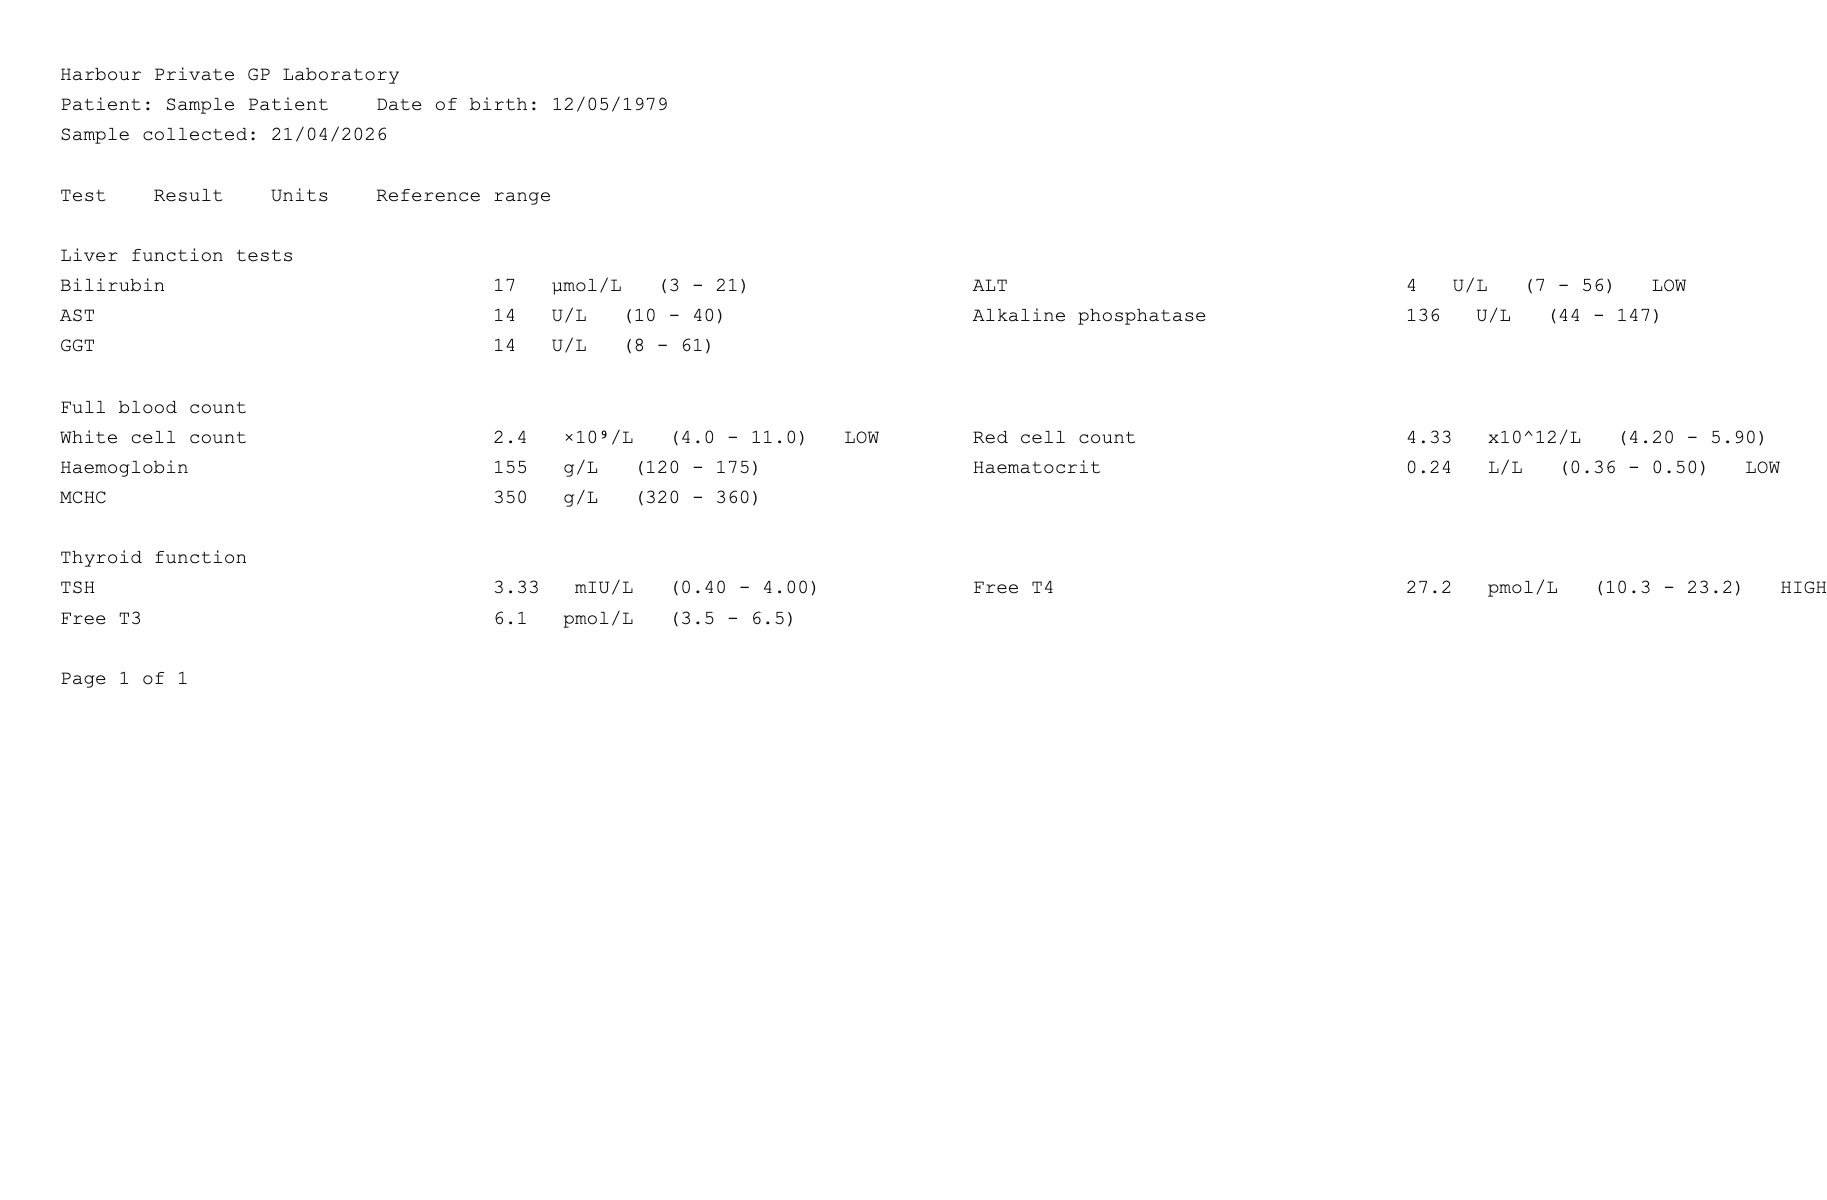 Harbour Private GP Laboratory
Patient: Sample Patient    Date of birth: 12/05/1979
Sample collected: 21/04/2026
Test    Result    Units    Reference range
Liver function tests
Bilirubin    17   µmol/L   (3 - 21)    ALT    4   U/L   (7 - 56)   LOW
AST    14   U/L   (10 - 40)    Alkaline phosphatase    136   U/L   (44 - 147)
GGT    14   U/L   (8 - 61)
Full blood count
White cell count    2.4   ×10⁹/L   (4.0 - 11.0)   LOW    Red cell count    4.33   x10^12/L   (4.20 - 5.90)
Haemoglobin    155   g/L   (120 - 175)    Haematocrit    0.24   L/L   (0.36 - 0.50)   LOW
MCHC    350   g/L   (320 - 360)
Thyroid function
TSH    3.33   mIU/L   (0.40 - 4.00)    Free T4    27.2   pmol/L   (10.3 - 23.2)   HIGH
Free T3    6.1   pmol/L   (3.5 - 6.5)
Page 1 of 1